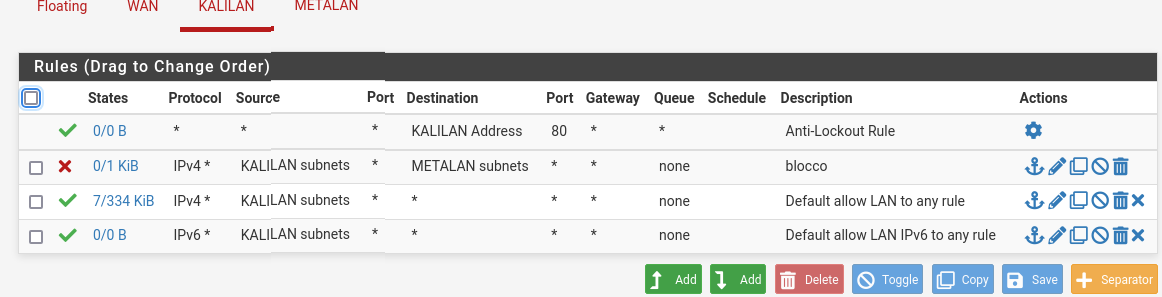 Floating WAN KALILAN METALAN
Rules (Drag to Change Order)
States Protocol Source Port Destination Port Gateway Queue Schedule Description Actions
0/0 B * * * KALILAN Address 80 * * Anti-Lockout Rule
0/1 KiB IPv4 * KALILAN subnets * METALAN subnets * * none blocco
7/334 KiB IPv4 * KALILAN subnets * * * * none Default allow LAN to any rule
0/0 B IPv6 * KALILAN subnets * * * * none Default allow LAN IPv6 to any rule
Add Add Delete Toggle Copy Save Separator